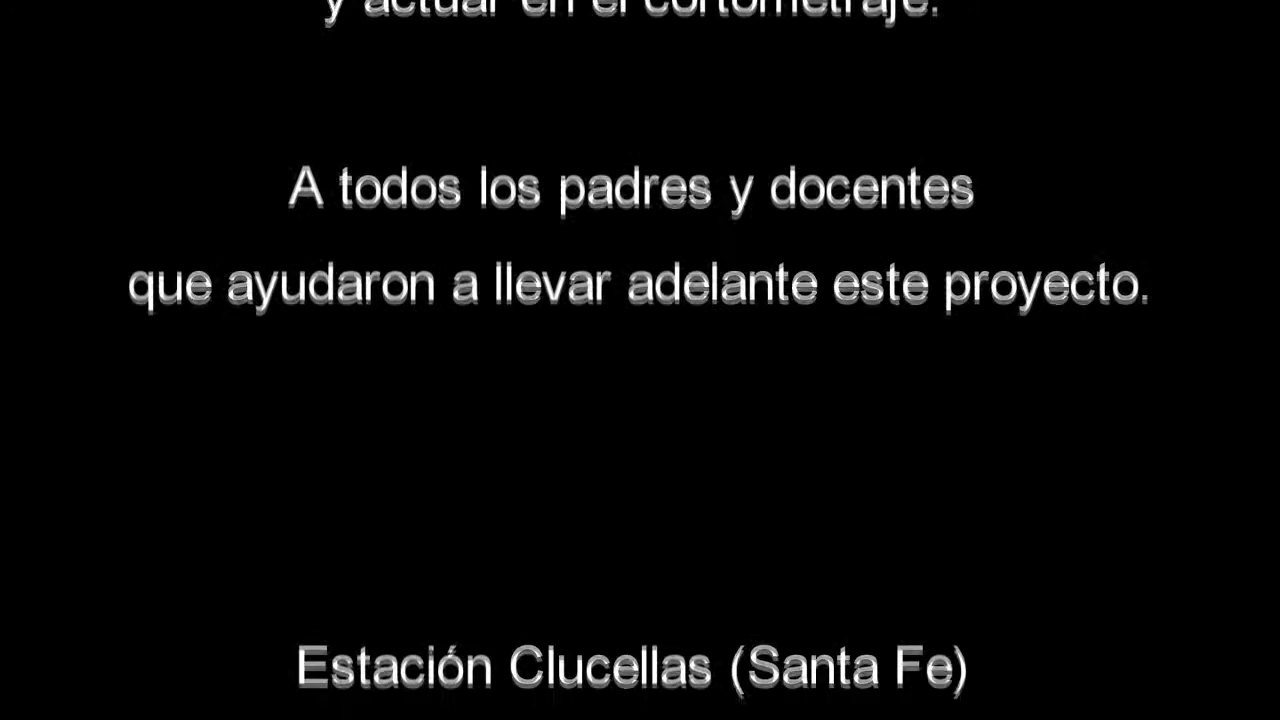 y actuar en el cortometraje.
A todos los padres y docentes
que ayudaron a llevar adelante este proyecto.
Estación Clucellas (Santa Fe)